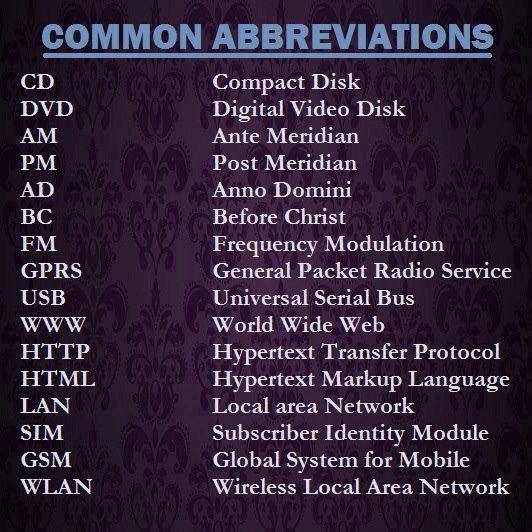 COMMON ABBREVIATIONS
CD Compact Disk
DVD Digital Video Disk
AM Ante Meridian
PM Post Meridian
AD Anno Domini
BC Before Christ
FM Frequency Modulation
GPRS General Packet Radio Service
USB Universal Serial Bus
WWW World Wide Web
HTTP Hypertext Transfer Protocol
HTML Hypertext Markup Language
LAN Local area Network
SIM Subscriber Identity Module
GSM Global System for Mobile
WLAN Wireless Local Area Network